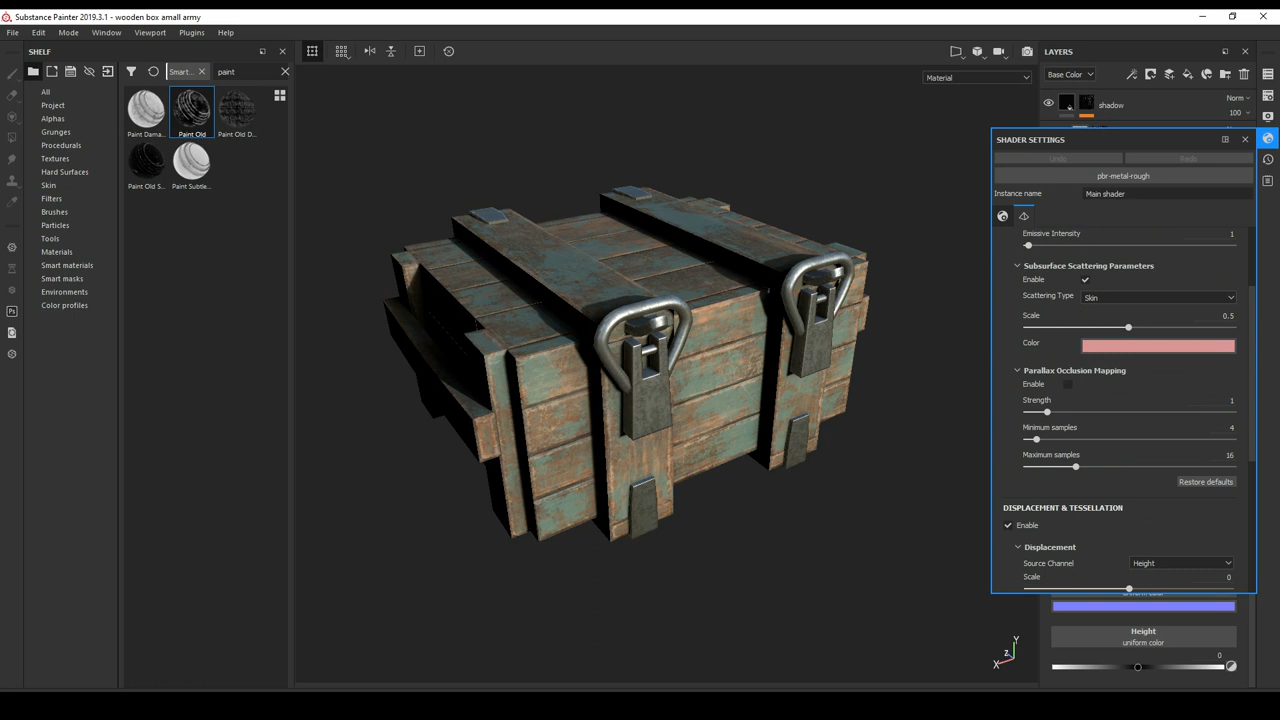 Substance Painter 2019.3.1 - wooden box amall army
File Edit Mode Window Viewport Plugins Help
SHELF
Smart...
paint
All
Project
Alphas
Grunges
Procedurals
Textures
Hard Surfaces
Skin
Filters
Brushes
Particles
Tools
Materials
Smart materials
Smart masks
Environments
Color profiles
Paint Dama...
Paint Old
Paint Old D...
Paint Old S...
Paint Subtle...
Material
LAYERS
Base Color
shadow
Norm
100
SHADER SETTINGS
Undo
Redo
pbr-metal-rough
Instance name
Main shader
Emissive Intensity
1
Subsurface Scattering Parameters
Enable
Scattering Type
Skin
Scale
0.5
Color
Parallax Occlusion Mapping
Enable
Strength
1
Minimum samples
4
Maximum samples
16
Restore defaults
DISPLACEMENT & TESSELLATION
Enable
Displacement
Source Channel
Height
Scale
0
uniform color
Height
uniform color
0
Y
Z
X
Ps